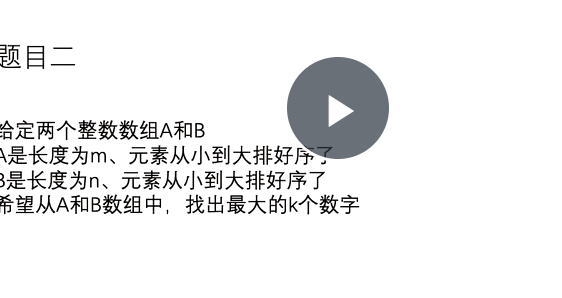 题目二
给定两个整数数组A和B
A是长度为m、元素从小到大排好序了
B是长度为n、元素从小到大排好序了
希望从A和B数组中，找出最大的k个数字